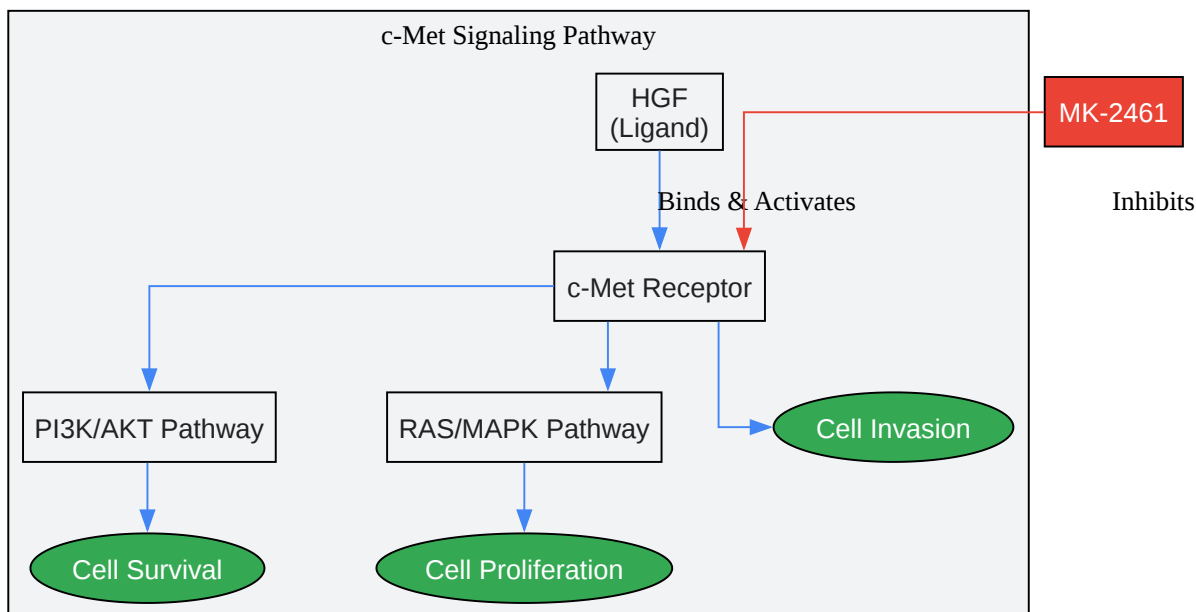 c-Met Signaling Pathway
HGF
(Ligand)
MK-2461
Binds & Activates
Inhibits
c-Met Receptor
PI3K/AKT Pathway
RAS/MAPK Pathway
Cell Invasion
Cell Survival
Cell Proliferation